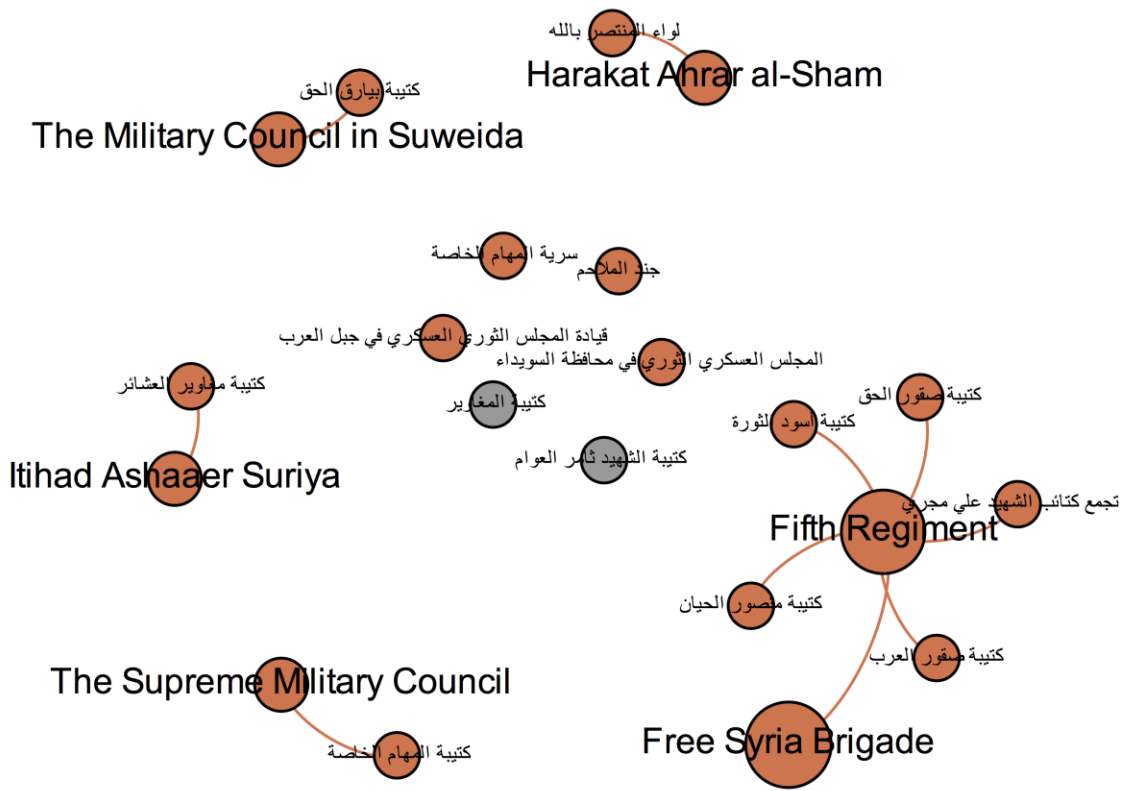 لواء المنتصر بالله
Harakat Ahrar al-Sham
كتيبة بيارق الحق
The Military Council in Suweida
سرية المهام الخاصة
جند الملاحم
قيادة المجلس الثوري العسكري في جبل العرب
المجلس العسكري الثوري في محافظة السويداء
كتيبة مغاوير العشائر
كتيبة المغاوير
كتيبة صقور الحق
كتيبة أسود الثورة
كتيبة الشهيد ثامر العوام
Itihad Ashaaer Suriya
تجمع كتائب الشهيد علي مجري
Fifth Regiment
كتيبة منصور الحيان
كتيبة صقور العرب
The Supreme Military Council
كتيبة المهام الخاصة
Free Syria Brigade